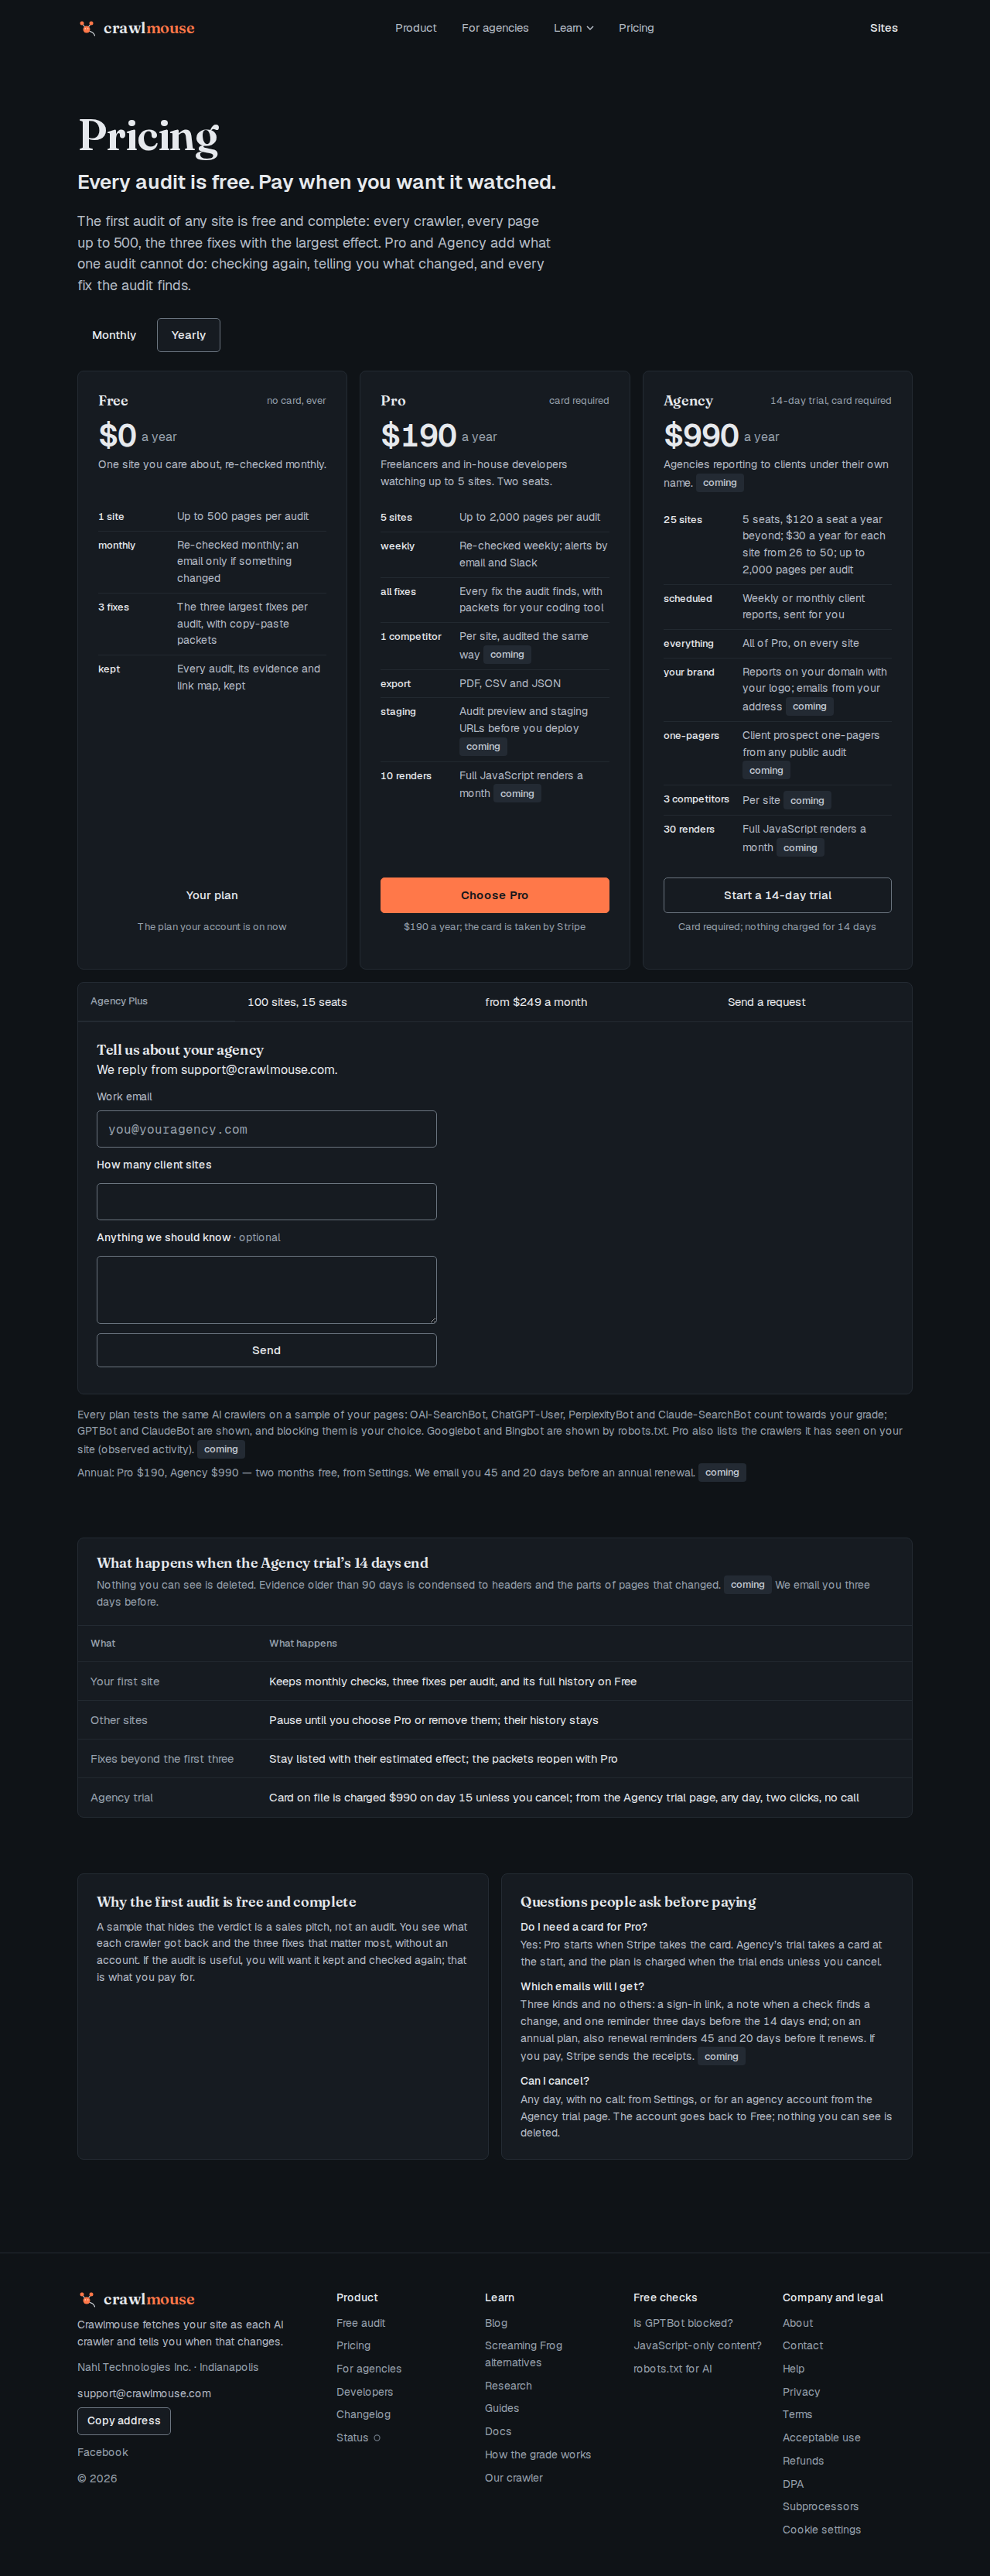 crawlmouse
Product
For agencies
Learn
Pricing
Sites
Pricing
Every audit is free. Pay when you want it watched.
The first audit of any site is free and complete: every crawler, every page
up to 500, the three fixes with the largest effect. Pro and Agency add what
one audit cannot do: checking again, telling you what changed, and every
fix the audit finds.
Monthly
Yearly
Free
no card, ever
$0 a year
One site you care about, re-checked monthly.
1 site
Up to 500 pages per audit
monthly
Re-checked monthly; an
email only if something
changed
3 fixes
The three largest fixes per
audit, with copy-paste
packets
kept
Every audit, its evidence and
link map, kept
Your plan
The plan your account is on now
Pro
card required
$190 a year
Freelancers and in-house developers
watching up to 5 sites. Two seats.
5 sites
Up to 2,000 pages per audit
weekly
Re-checked weekly; alerts by
email and Slack
all fixes
Every fix the audit finds, with
packets for your coding tool
1 competitor
Per site, audited the same
way coming
export
PDF, CSV and JSON
staging
Audit preview and staging
URLs before you deploy
coming
10 renders
Full JavaScript renders a
month coming
Choose Pro
$190 a year; the card is taken by Stripe
Agency
14-day trial, card required
$990 a year
Agencies reporting to clients under their own
name. coming
25 sites
5 seats, $120 a seat a year
beyond; $30 a year for each
site from 26 to 50; up to
2,000 pages per audit
scheduled
Weekly or monthly client
reports, sent for you
everything
All of Pro, on every site
your brand
Reports on your domain with
your logo; emails from your
address coming
one-pagers
Client prospect one-pagers
from any public audit
coming
3 competitors
Per site coming
30 renders
Full JavaScript renders a
month coming
Start a 14-day trial
Card required; nothing charged for 14 days
Agency Plus
100 sites, 15 seats
from $249 a month
Send a request
Tell us about your agency
We reply from support@crawlmouse.com.
Work email
you@youragency.com
How many client sites
Anything we should know · optional
Send
Every plan tests the same AI crawlers on a sample of your pages: OAI-SearchBot, ChatGPT-User, PerplexityBot and Claude-SearchBot count towards your grade;
GPTBot and ClaudeBot are shown, and blocking them is your choice. Googlebot and Bingbot are shown by robots.txt. Pro also lists the crawlers it has seen on your
site (observed activity). coming
Annual: Pro $190, Agency $990 — two months free, from Settings. We email you 45 and 20 days before an annual renewal. coming
What happens when the Agency trial’s 14 days end
Nothing you can see is deleted. Evidence older than 90 days is condensed to headers and the parts of pages that changed. coming We email you three
days before.
What
What happens
Your first site
Keeps monthly checks, three fixes per audit, and its full history on Free
Other sites
Pause until you choose Pro or remove them; their history stays
Fixes beyond the first three
Stay listed with their estimated effect; the packets reopen with Pro
Agency trial
Card on file is charged $990 on day 15 unless you cancel; from the Agency trial page, any day, two clicks, no call
Why the first audit is free and complete
A sample that hides the verdict is a sales pitch, not an audit. You see what
each crawler got back and the three fixes that matter most, without an
account. If the audit is useful, you will want it kept and checked again; that
is what you pay for.
Questions people ask before paying
Do I need a card for Pro?
Yes: Pro starts when Stripe takes the card. Agency's trial takes a card at
the start, and the plan is charged when the trial ends unless you cancel.
Which emails will I get?
Three kinds and no others: a sign-in link, a note when a check finds a
change, and one reminder three days before the 14 days end; on an
annual plan, also renewal reminders 45 and 20 days before it renews. If
you pay, Stripe sends the receipts. coming
Can I cancel?
Any day, with no call: from Settings, or for an agency account from the
Agency trial page. The account goes back to Free; nothing you can see is
deleted.
crawlmouse
Crawlmouse fetches your site as each AI
crawler and tells you when that changes.
Nahl Technologies Inc. · Indianapolis
support@crawlmouse.com
Copy address
Facebook
© 2026
Product
Free audit
Pricing
For agencies
Developers
Changelog
Status
Learn
Blog
Screaming Frog
alternatives
Research
Guides
Docs
How the grade works
Our crawler
Free checks
Is GPTBot blocked?
JavaScript-only content?
robots.txt for AI
Company and legal
About
Contact
Help
Privacy
Terms
Acceptable use
Refunds
DPA
Subprocessors
Cookie settings